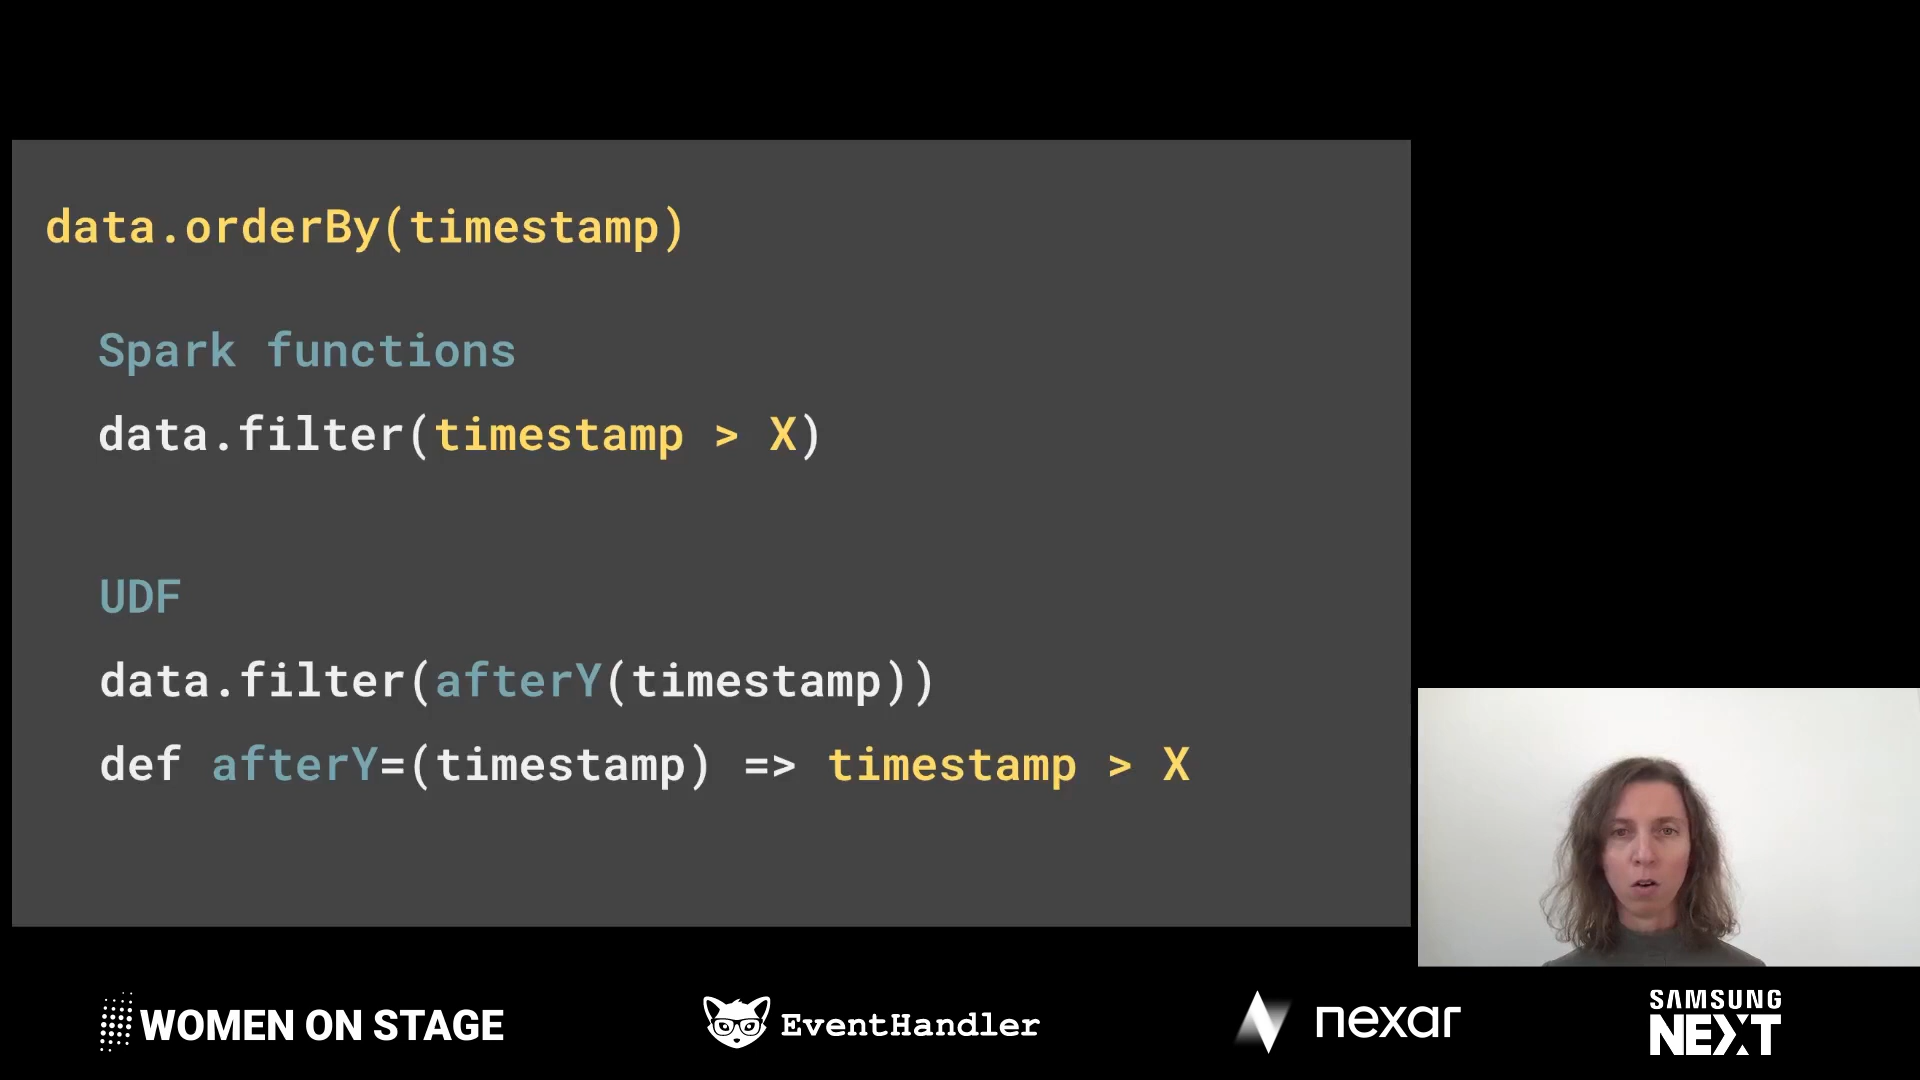 data.orderBy(timestamp)
Spark functions
data.filter(timestamp > X)
UDF
data.filter(afterY(timestamp))
def afterY=(timestamp) => timestamp > X
WOMEN ON STAGE
EventHandler
nexar
SAMSUNG
NEXT